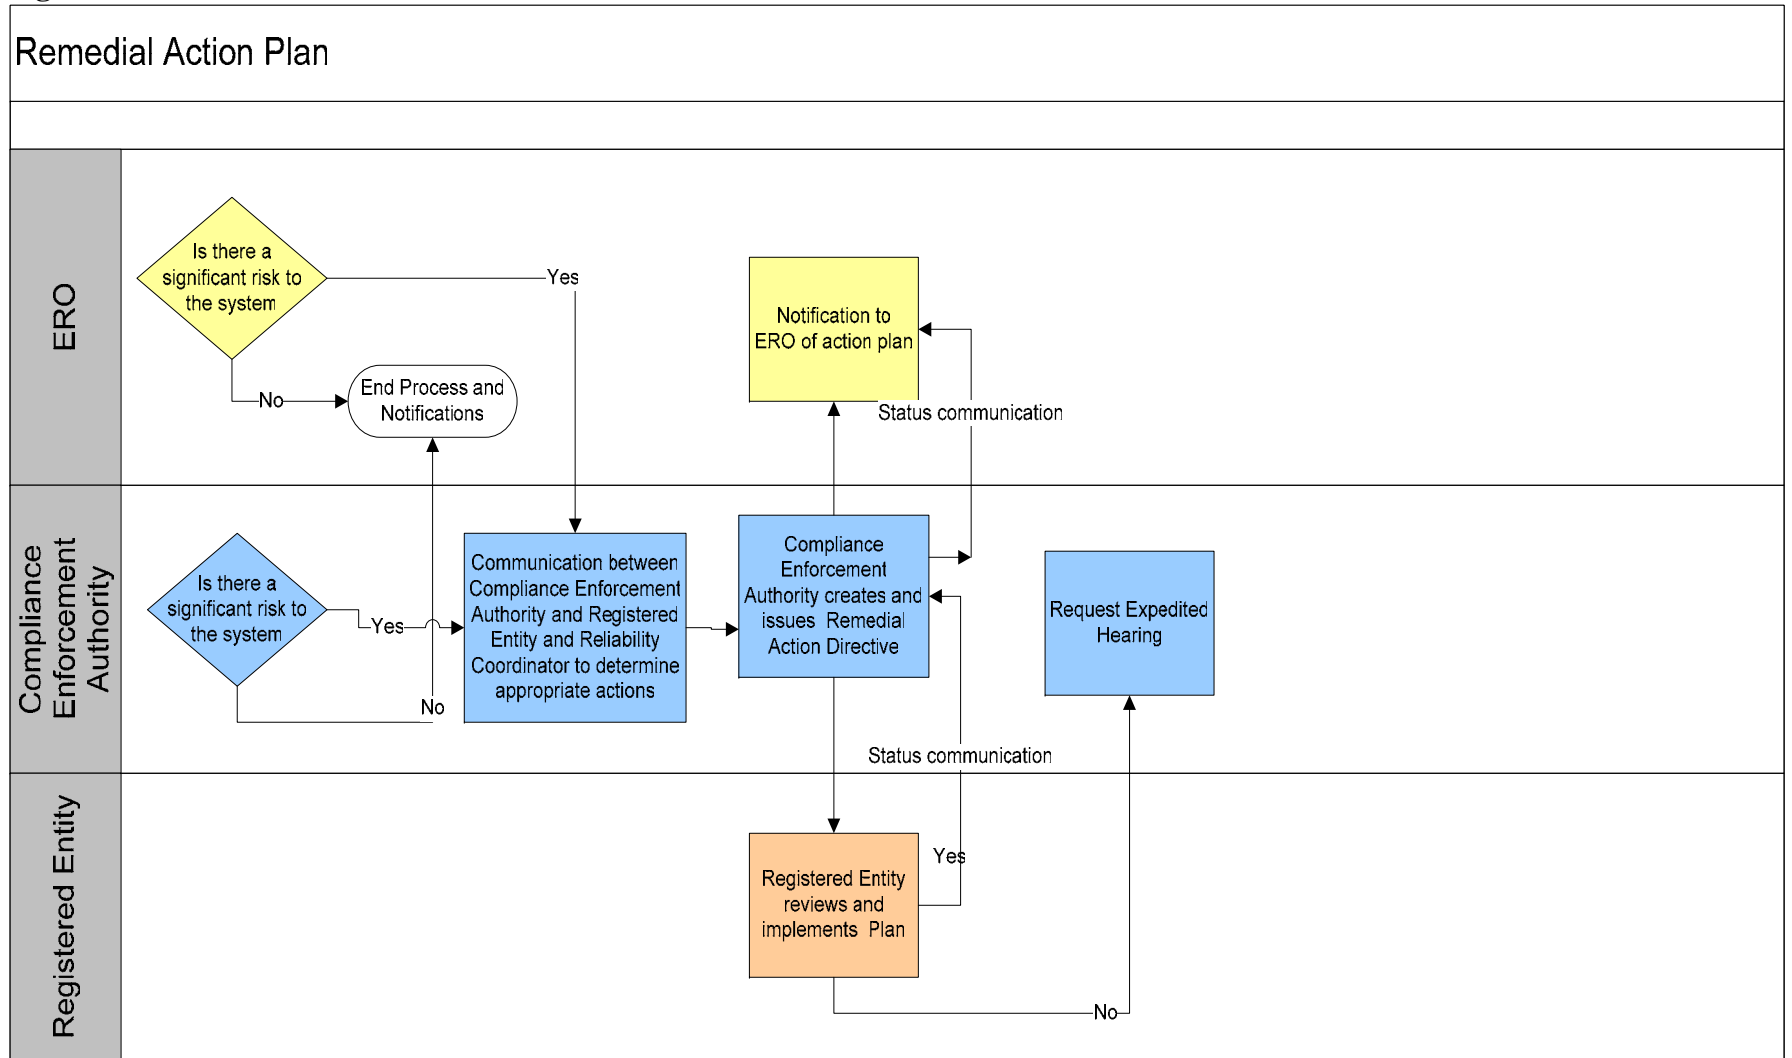 Remedial Action Plan
ERO
Is there a
significant risk to
the system
Yes
No
End Process and
Notifications
Notification to
ERO of action plan
Status communication
Compliance
Enforcement
Authority
Is there a
significant risk to
the system
Yes
No
Communication between
Compliance Enforcement
Authority and Registered
Entity and Reliability
Coordinator to determine
appropriate actions
Compliance
Enforcement
Authority creates and
issues Remedial
Action Directive
Request Expedited
Hearing
Status communication
Registered Entity
Registered Entity
reviews and
implements Plan
Yes
No